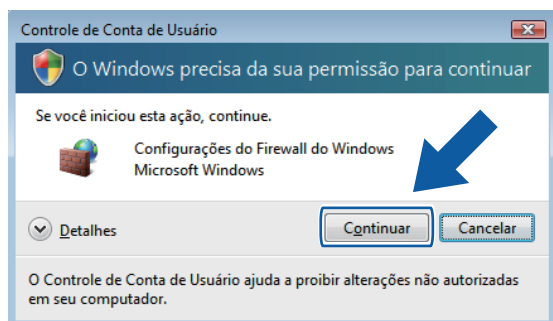 Controle de Conta de Usuário
O Windows precisa da sua permissão para continuar
Se você iniciou esta ação, continue.
Configurações do Firewall do Windows
Microsoft Windows
Detalhes
Continuar
Cancelar
O Controle de Conta de Usuário ajuda a proibir alterações não autorizadas
em seu computador.